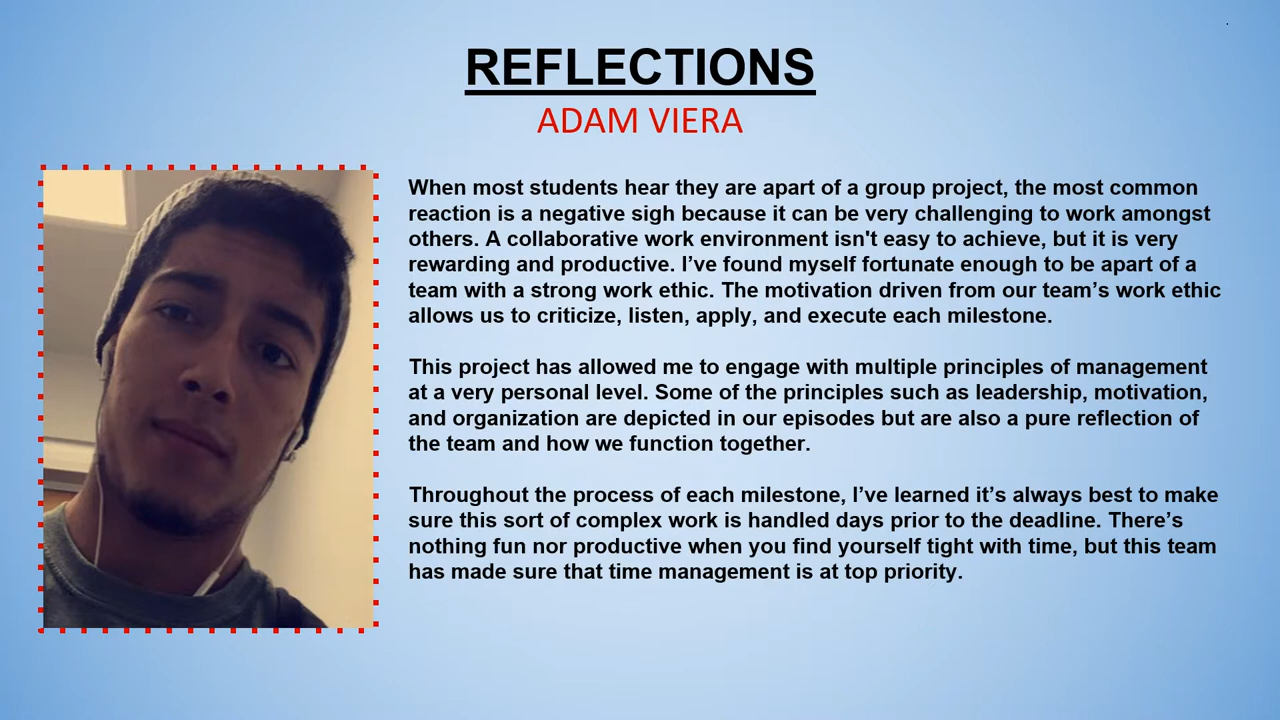 REFLECTIONS
ADAM VIERA
When most students hear they are apart of a group project, the most common
reaction is a negative sigh because it can be very challenging to work amongst
others. A collaborative work environment isn't easy to achieve, but it is very
rewarding and productive. I’ve found myself fortunate enough to be apart of a
team with a strong work ethic. The motivation driven from our team’s work ethic
allows us to criticize, listen, apply, and execute each milestone.
This project has allowed me to engage with multiple principles of management
at a very personal level. Some of the principles such as leadership, motivation,
and organization are depicted in our episodes but are also a pure reflection of
the team and how we function together.
Throughout the process of each milestone, I’ve learned it’s always best to make
sure this sort of complex work is handled days prior to the deadline. There’s
nothing fun nor productive when you find yourself tight with time, but this team
has made sure that time management is at top priority.